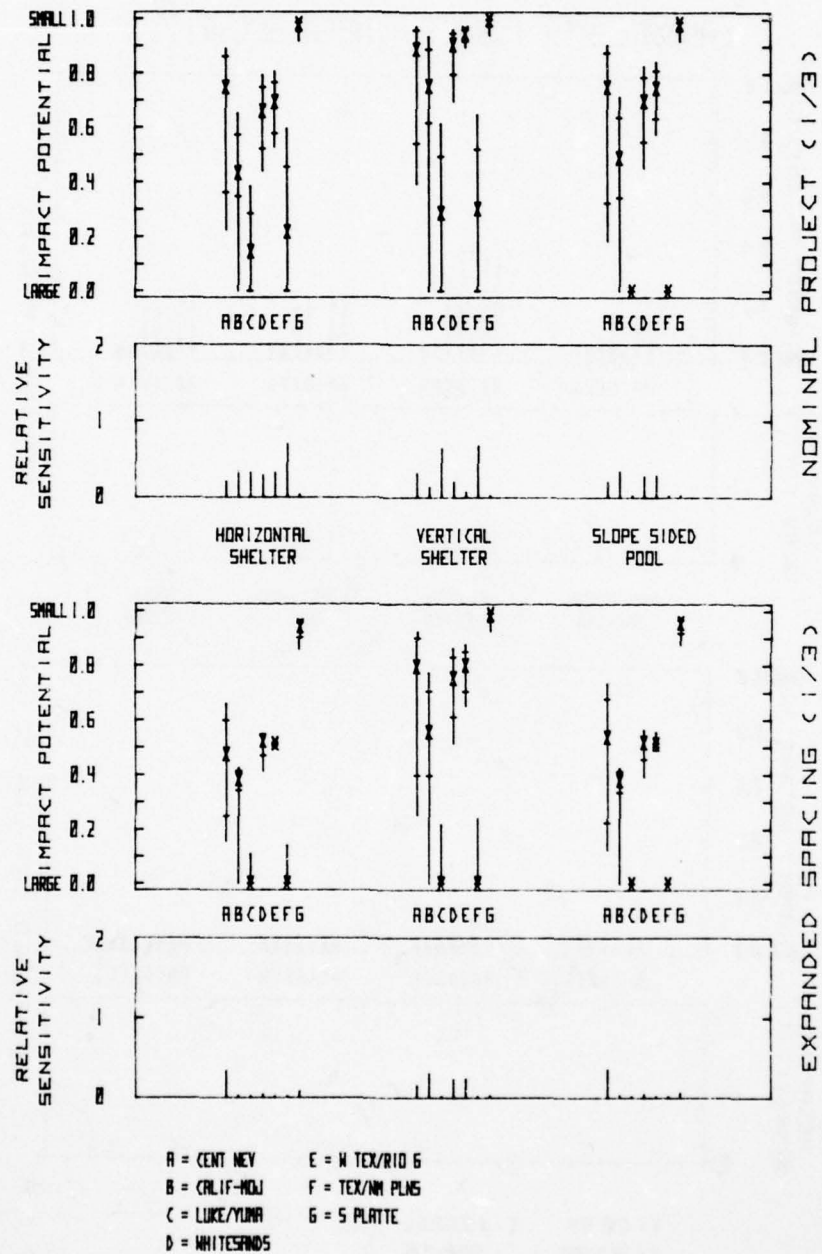 SMALL 1.0
0.8
0.6
0.4
0.2
LARGE 0.0
IMPACT POTENTIAL
ABCDEFG ABCDEFG ABCDEFG
NOMINAL PROJECT (1/3)
2
1
0
RELATIVE
SENSITIVITY
HORIZONTAL
SHELTER
VERTICAL
SHELTER
SLOPE SIDED
POOL
SMALL 1.0
0.8
0.6
0.4
0.2
LARGE 0.0
IMPACT POTENTIAL
ABCDEFG ABCDEFG ABCDEFG
EXPANDED SPACING (1/3)
2
1
0
RELATIVE
SENSITIVITY
A = CENT NEV
B = CALIF-MOJ
C = LUKE/YUMA
D = WHITESANDS
E = W TEX/RIO G
F = TEX/NM PLNS
G = S PLATTE